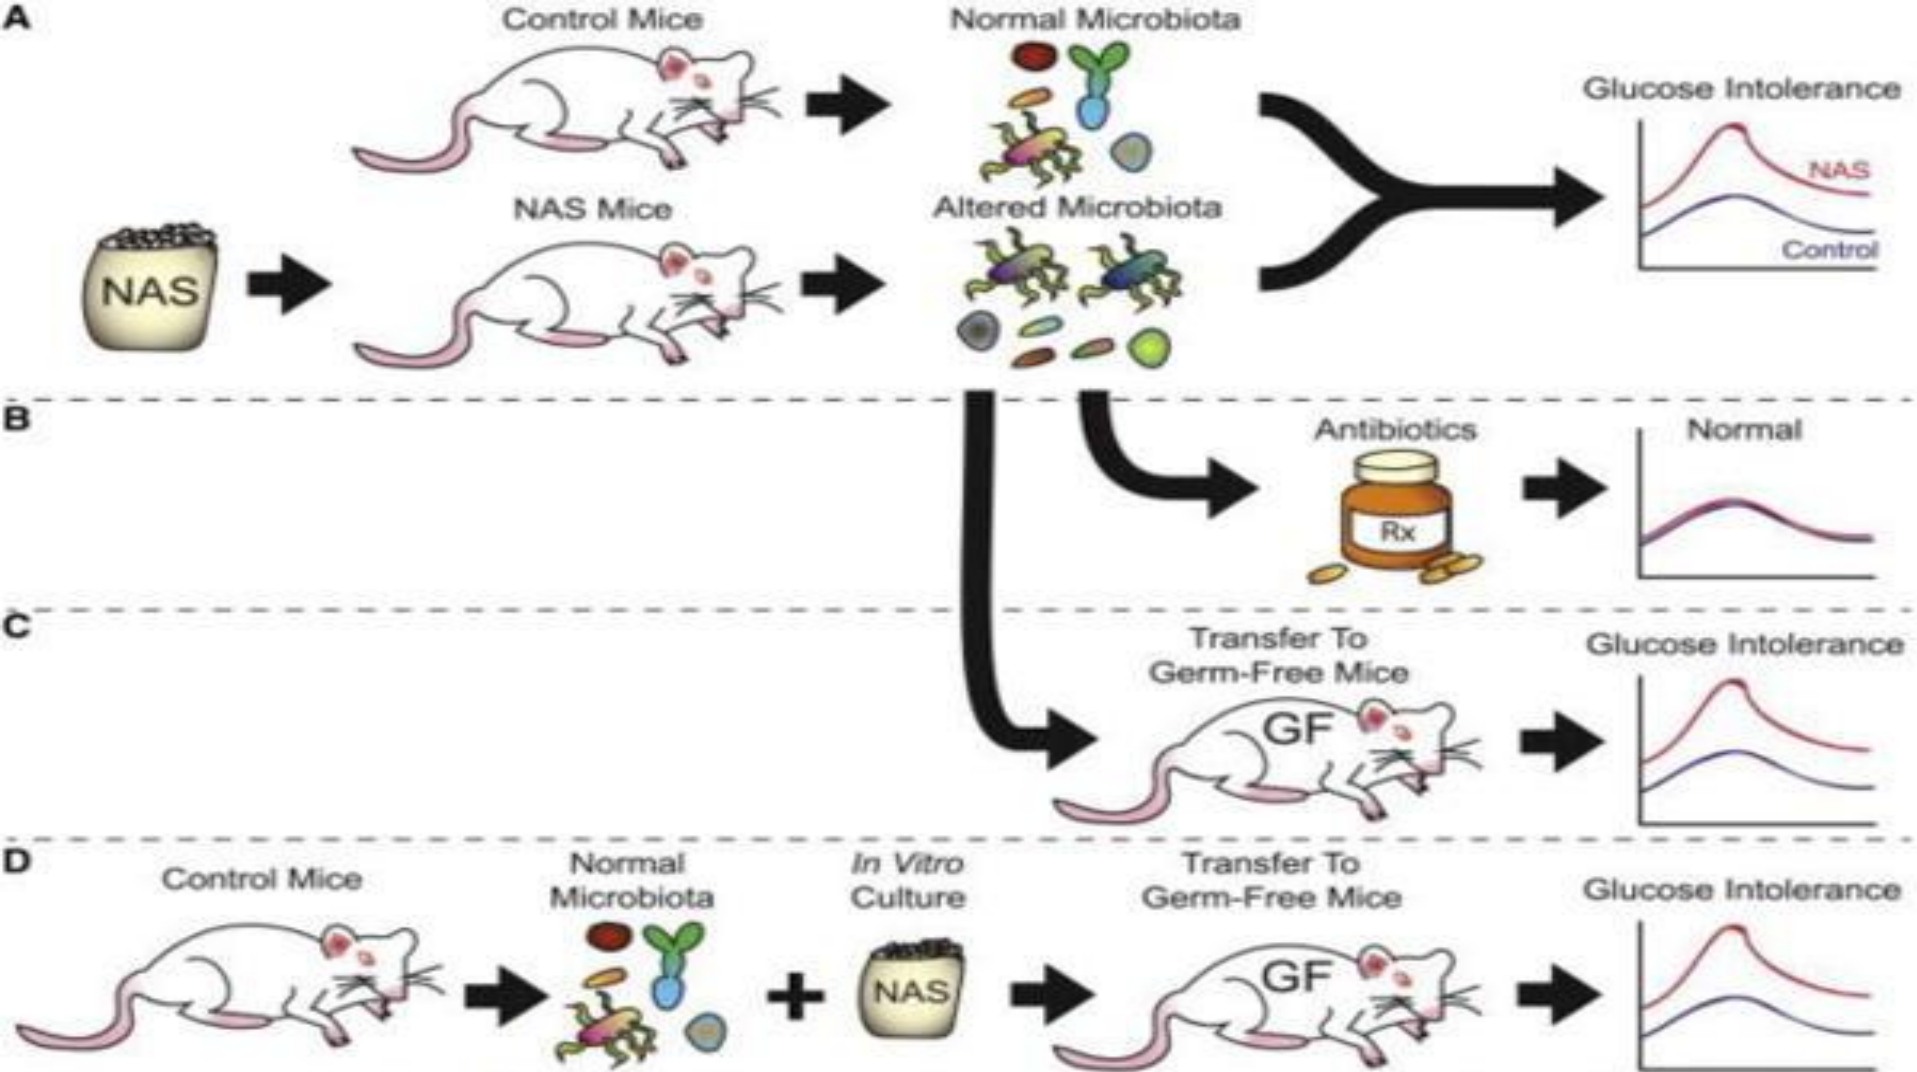 A
Control Mice
Normal Microbiota
Glucose Intolerance
NAS
Control
NAS Mice
Altered Microbiota
NAS
B
Antibiotics
Normal
Rx
C
Transfer To
Germ-Free Mice
Glucose Intolerance
GF
D
Control Mice
Normal
Microbiota
In Vitro
Culture
Transfer To
Germ-Free Mice
Glucose Intolerance
NAS
GF